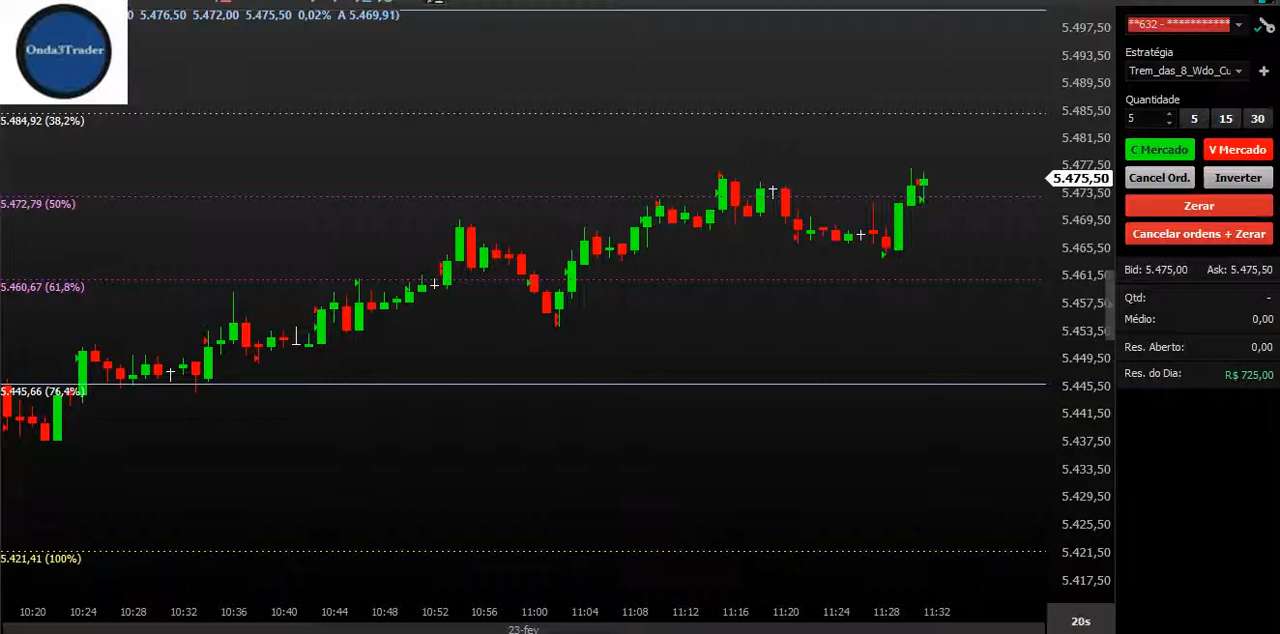 0 5.476,50 5.472,00 5.475,50 0,02% A 5.469,91)
Onda3Trader
5.484,92 (38,2%)
5.472,79 (50%)
5.460,67 (61,8%)
5.445,66 (76,4%)
5.421,41 (100%)
5.497,50
5.493,50
5.489,50
5.485,50
5.481,50
5.477,50
5.475,50
5.473,50
5.469,50
5.465,50
5.461,50
5.457,50
5.453,50
5.449,50
5.445,50
5.441,50
5.437,50
5.433,50
5.429,50
5.425,50
5.421,50
5.417,50
10:20 10:24 10:28 10:32 10:36 10:40 10:44 10:48 10:52 10:56 11:00 11:04 11:08 11:12 11:16 11:20 11:24 11:28 11:32
20s
23-fev
**632 - ***********
Estratégia
Trem_das_8_Wdo_Cu
Quantidade
5 5 15 30
C Mercado V Mercado
Cancel Ord. Inverter
Zerar
Cancelar ordens + Zerar
Bid: 5.475,00 Ask: 5.475,50
Qtd: -
Médio: 0,00
Res. Aberto: 0,00
Res. do Dia: R$ 725,00